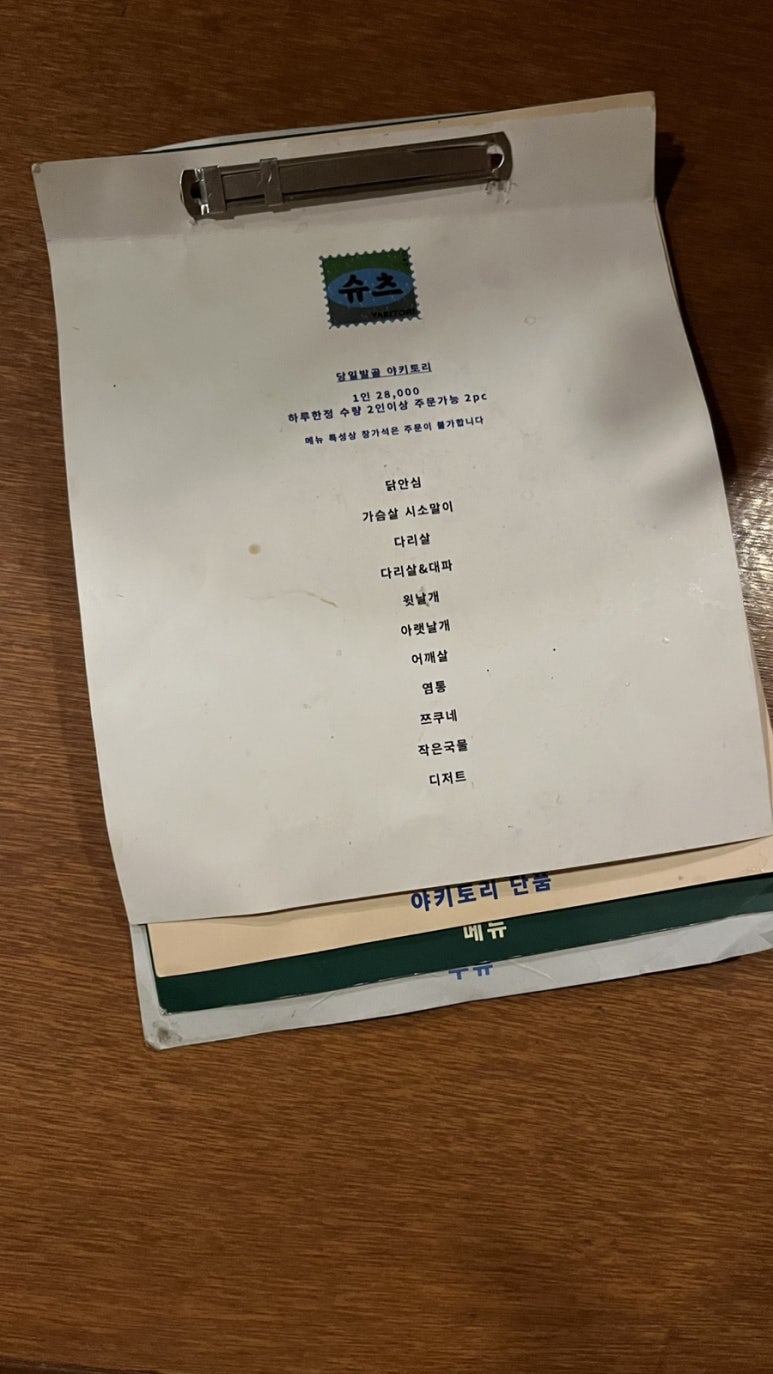 슈츠
YAKITORI
당일발골 야키토리
1인 28,000
하루한정 수량 2인이상 주문가능 2pc
메뉴 특성상 창가석은 주문이 불가합니다
닭안심
가슴살 시소말이
다리살
다리살&대파
윗날개
아랫날개
어깨살
염통
쯔쿠네
작은국물
디저트
야키토리 단품
메뉴